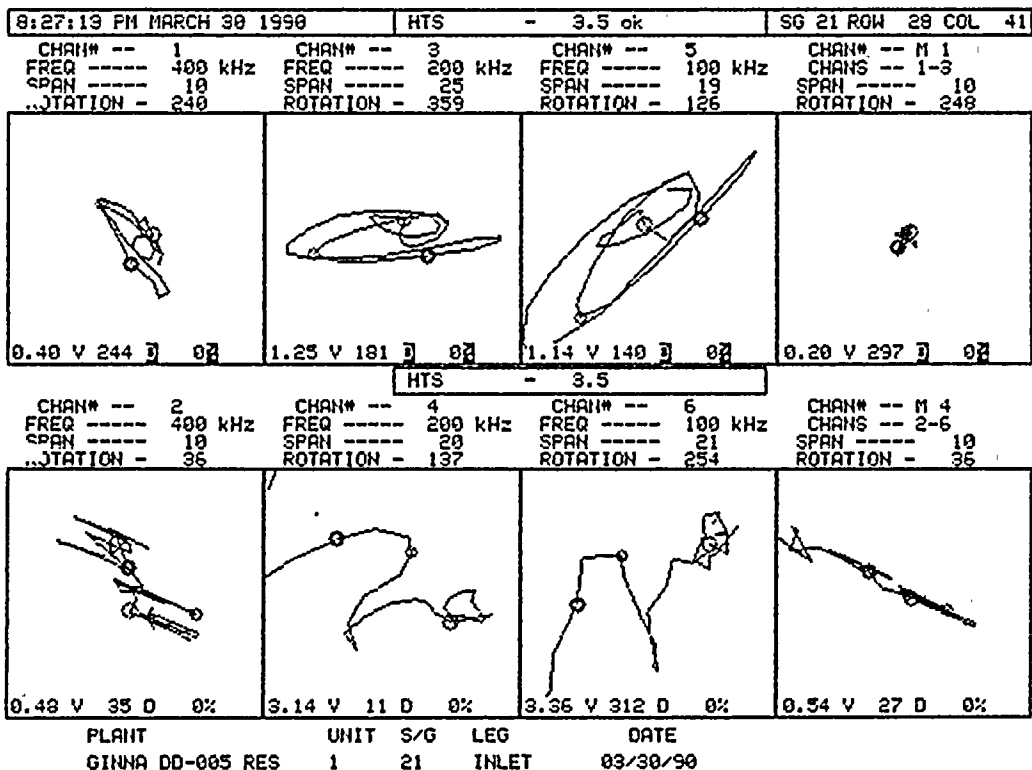 8:27:13 PM MARCH 30 1990 HTS - 3.5 ok SG 21 ROW 28 COL 41
CHAN# -- 1 CHAN# -- 3 CHAN# -- 5 CHAN# -- M 1
FREQ ----- 400 kHz FREQ ----- 200 kHz FREQ ----- 100 kHz CHANS -- 1-3
SPAN ----- 10 SPAN ----- 25 SPAN ----- 19 SPAN ----- 10
..OTATION - 240 ROTATION - 359 ROTATION - 126 ROTATION - 248
0.40 V 244 D 0% 1.25 V 181 D 0% 1.14 V 140 D 0% 0.20 V 297 D 0%
HTS - 3.5
CHAN# -- 2 CHAN# -- 4 CHAN# -- 6 CHAN# -- M 4
FREQ ----- 400 kHz FREQ ----- 200 kHz FREQ ----- 100 kHz CHANS -- 2-6
SPAN ----- 10 SPAN ----- 20 SPAN ----- 21 SPAN ----- 10
..OTATION - 36 ROTATION - 137 ROTATION - 254 ROTATION - 36
0.48 V 35 D 0% 3.14 V 11 D 0% 3.36 V 312 D 0% 0.54 V 27 D 0%
PLANT UNIT S/G LEG DATE
GINNA DD-005 RES 1 21 INLET 03/30/90